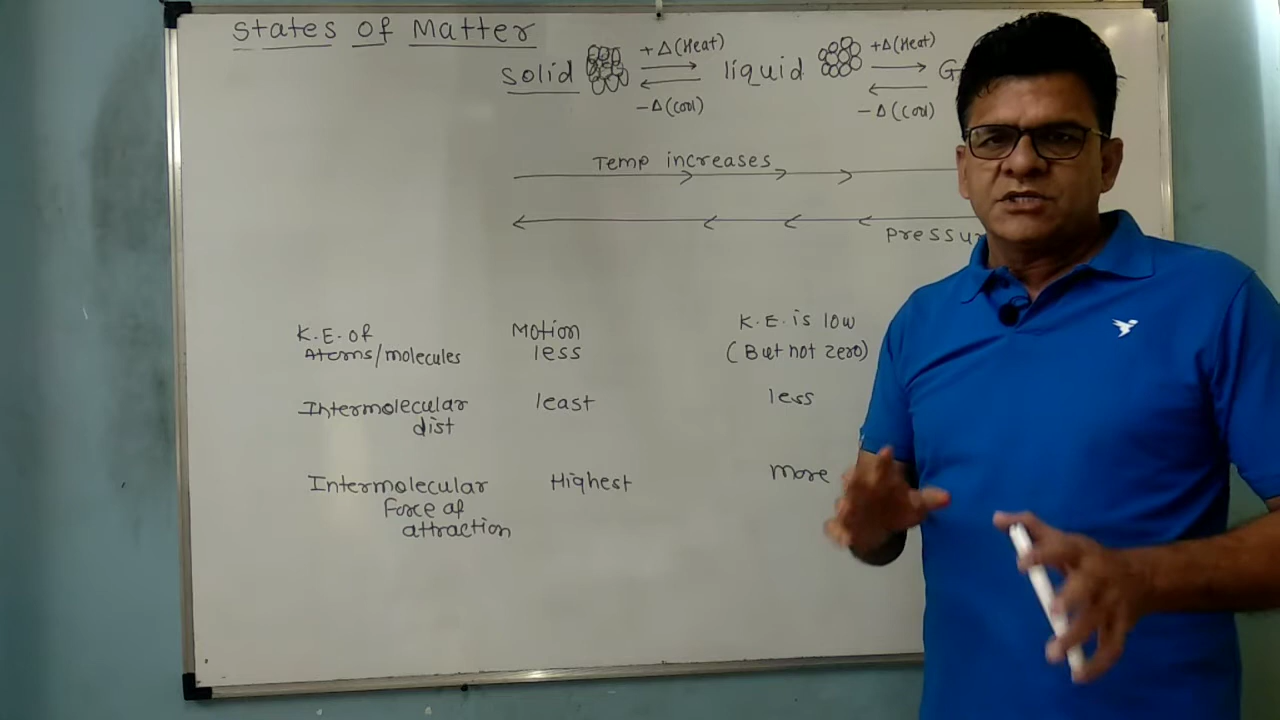 States of Matter
solid +Δ(Heat) liquid +Δ(Heat) G
-Δ(Cool) -Δ(Cool)
Temp increases
Pressu
K.E. of Motion K.E. is low
Atoms/molecules less (But not zero)
Intermolecular least less
dist
Intermolecular Highest More
Force of
attraction